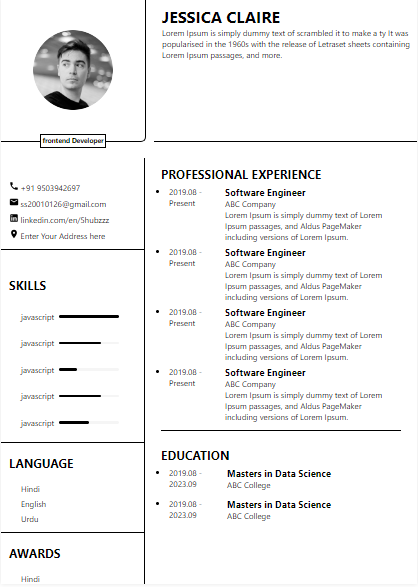 JESSICA CLAIRE
Lorem Ipsum is simply dummy text of scrambled it to make a ty It was
popularised in the 1960s with the release of Letraset sheets containing
Lorem Ipsum passages, and more.
frontend Developer
+91 9503942697
ss20010126@gmail.com
linkedin.com/en/Shubzzz
Enter Your Address here
SKILLS
javascript
javascript
javascript
javascript
javascript
LANGUAGE
Hindi
English
Urdu
AWARDS
Hindi
PROFESSIONAL EXPERIENCE
2019.08 -
Present
Software Engineer
ABC Company
Lorem Ipsum is simply dummy text of Lorem
Ipsum passages, and Aldus PageMaker
including versions of Lorem Ipsum.
2019.08 -
Present
Software Engineer
ABC Company
Lorem Ipsum is simply dummy text of Lorem
Ipsum passages, and Aldus PageMaker
including versions of Lorem Ipsum.
2019.08 -
Present
Software Engineer
ABC Company
Lorem Ipsum is simply dummy text of Lorem
Ipsum passages, and Aldus PageMaker
including versions of Lorem Ipsum.
2019.08 -
Present
Software Engineer
ABC Company
Lorem Ipsum is simply dummy text of Lorem
Ipsum passages, and Aldus PageMaker
including versions of Lorem Ipsum.
EDUCATION
2019.08 -
2023.09
Masters in Data Science
ABC College
2019.08 -
2023.09
Masters in Data Science
ABC College